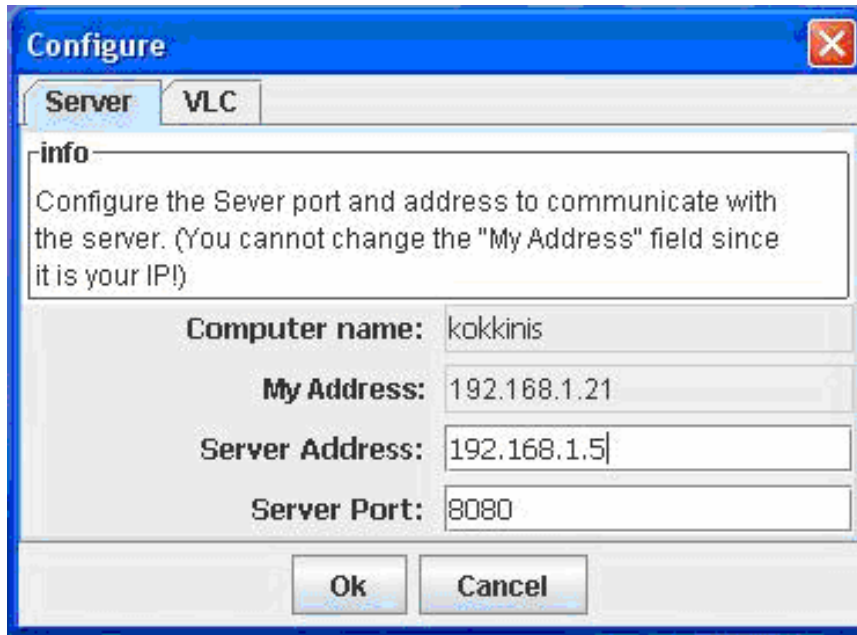 Configure
Server VLC
info
Configure the Sever port and address to communicate with
the server. (You cannot change the "My Address" field since
it is your IP!)
Computer name: kokkinis
My Address: 192.168.1.21
Server Address: 192.168.1.5
Server Port: 8080
Ok Cancel